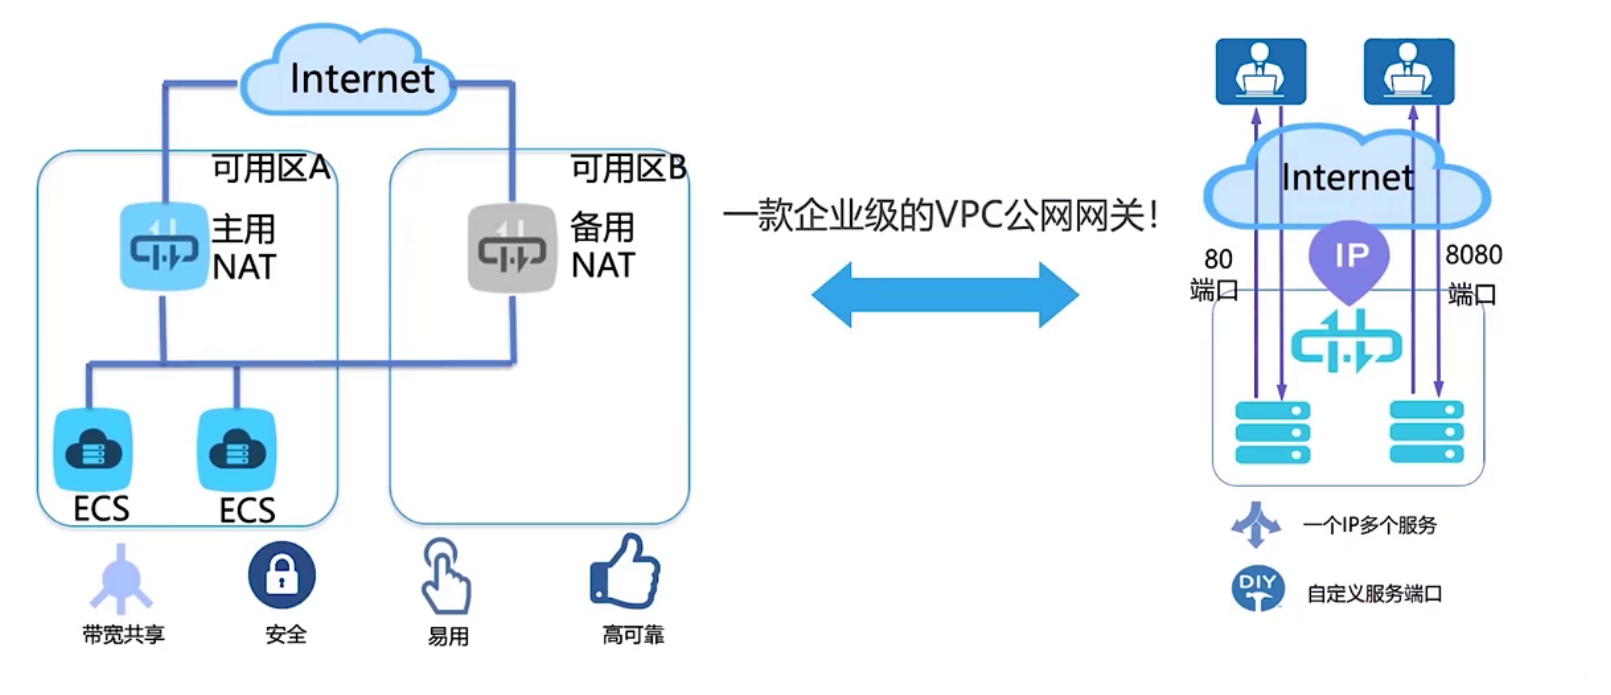 Internet
可用区A
主用
NAT
ECS
ECS
可用区B
备用
NAT
带宽共享
安全
易用
高可靠
一款企业级的VPC公网网关！
Internet
IP
80
端口
8080
端口
一个IP多个服务
DIY
自定义服务端口